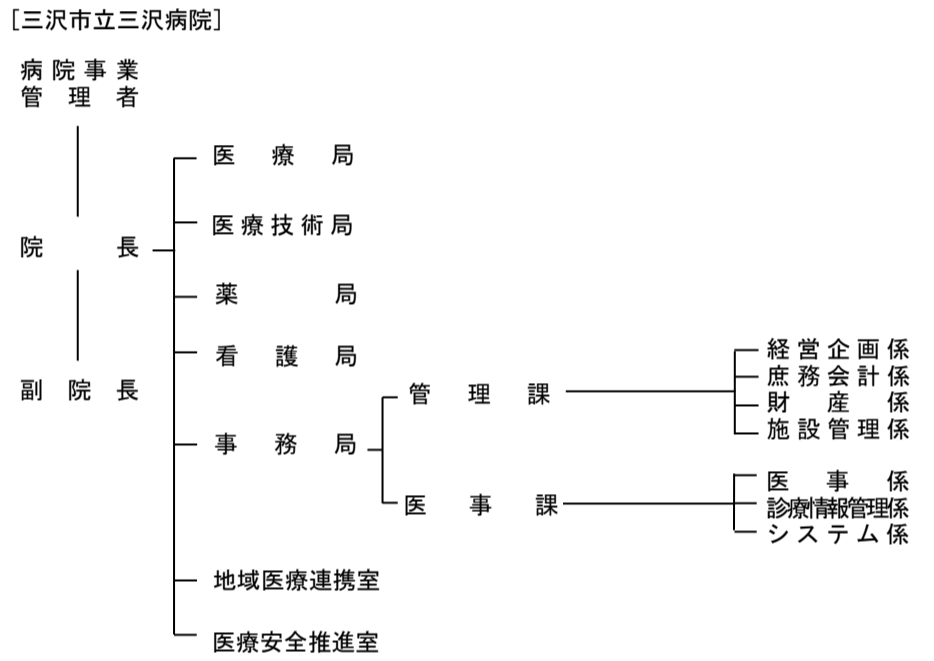 [三沢市立三沢病院]
病院事業
管理者
院長
副院長
医療局
医療技術局
薬局
看護局
事務局
管理課
経営企画係
庶務会計係
財産係
施設管理係
医事課
医事係
診療情報管理係
システム係
地域医療連携室
医療安全推進室